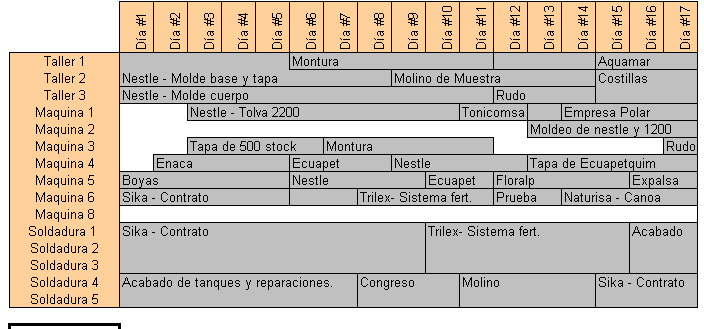 Día #1 Día #2 Día #3 Día #4 Día #5 Día #6 Día #7 Día #8 Día #9 Día #10 Día #11 Día #12 Día #13 Día #14 Día #15 Día #16 Día #17
Taller 1 Montura Aquamar
Taller 2 Nestle - Molde base y tapa Molino de Muestra Costillas
Taller 3 Nestle - Molde cuerpo Rudo
Maquina 1 Nestle - Tolva 2200 Tonicomsa Empresa Polar
Maquina 2 Moldeo de nestle y 1200
Maquina 3 Tapa de 500 stock Montura Rudo
Maquina 4 Enaca Ecuapet Nestle Tapa de Ecuapetquim
Maquina 5 Boyas Nestle Ecuapet Floralp Expalsa
Maquina 6 Sika - Contrato Trilex- Sistema fert. Prueba Naturisa - Canoa
Maquina 8
Soldadura 1 Sika - Contrato Trilex- Sistema fert. Acabado
Soldadura 2
Soldadura 3
Soldadura 4 Acabado de tanques y reparaciones. Congreso Molino Sika - Contrato
Soldadura 5